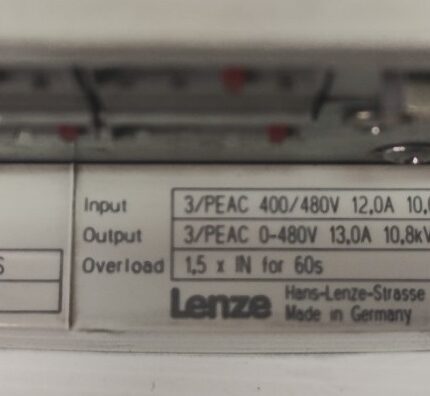 Input 3/PEAC 400/480V 12,0A
Output 3/PEAC 0-480V 13,0A 10,8kV
S Overload 1,5 x IN for 60s
Lenze Hans-Lenze-Strasse
Made in Germany